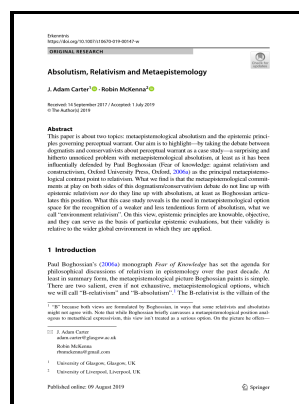 Erkenntnis
https://doi.org/10.1007/s10670-019-00147-w
ORIGINAL RESEARCH
Absolutism, Relativism and Metaepistemology
J. Adam Carter1 · Robin McKenna2
Received: 14 September 2017 / Accepted: 1 July 2019
© The Author(s) 2019
Abstract
This paper is about two topics: metaepistemological absolutism and the epistemic princi-
ples governing perceptual warrant. Our aim is to highlight—by taking the debate between
dogmatists and conservativists about perceptual warrant as a case study—a surprising and
hitherto unnoticed problem with metaepistemological absolutism, at least as it has been
influentially defended by Paul Boghossian (Fear of knowledge: against relativism and
constructivism, Oxford University Press, Oxford, 2006a) as the principal metaepistemo-
logical contrast point to relativism. What we find is that the metaepistemological commit-
ments at play on both sides of this dogmatism/conservativism debate do not line up with
epistemic relativism nor do they line up with absolutism, at least as Boghossian articu-
lates this position. What this case study reveals is the need in metaepistemological option
space for the recognition of a weaker and less tendentious form of absolutism, what we
call “environment relativism”. On this view, epistemic principles are knowable, objective,
and they can serve as the basis of particular epistemic evaluations, but their validity is
relative to the wider global environment in which they are applied.
1 Introduction
Paul Boghossian’s (2006a) monograph Fear of Knowledge has set the agenda for
philosophical discussions of relativism in epistemology over the past decade. At
least in summary form, the metaepistemological picture Boghossian paints is simple.
There are two salient, even if not exhaustive, metaepistemological options, which
we will call “B-relativism” and “B-absolutism”.1 The B-relativist is the villain of the
1 “B” because both views are formulated by Boghossian, in ways that some relativists and absolutists
might not agree with. Note that while Boghossian briefly canvasses a metaepistemological position anal-
ogous to metaethical expressivism, this view isn’t treated as a serious option. On the picture he offers—
J. Adam Carter
adam.carter@glasgow.ac.uk
Robin McKenna
rbnmckenna@gmail.com
1 University of Glasgow, Glasgow, UK
2 University of Liverpool, Liverpool, UK
Published online: 09 August 2019
Springer